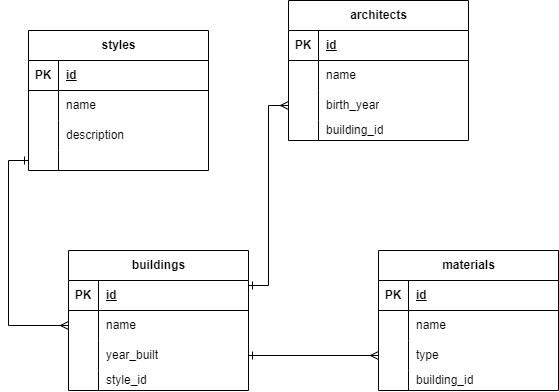 architects
PK id
name
birth_year
building_id
styles
PK id
name
description
buildings
PK id
name
year_built
style_id
materials
PK id
name
type
building_id